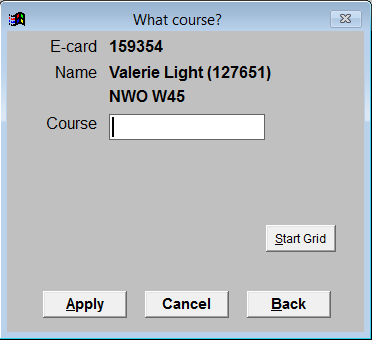 What course?
E-card 159354
Name Valerie Light (127651)
NWO W45
Course
Start Grid
Apply Cancel Back